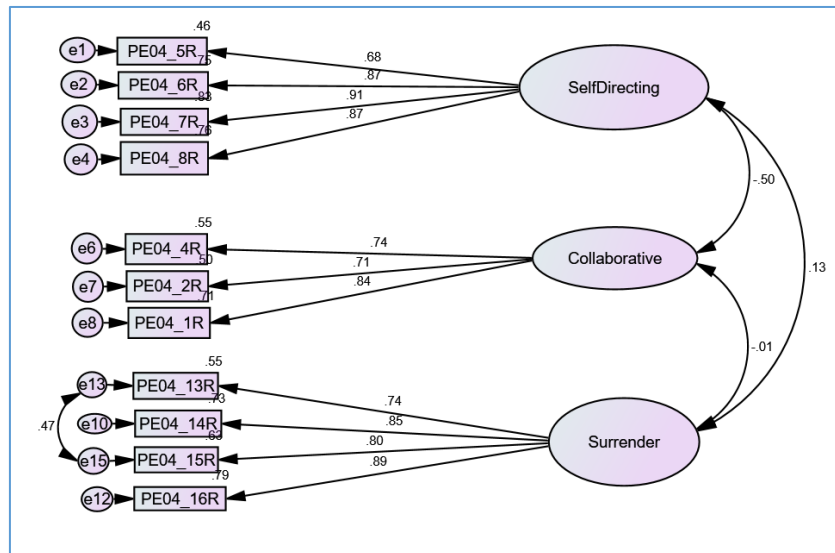 .46
e1 PE04_5R .68
.75
e2 PE04_6R .87 SelfDirecting
.83
e3 PE04_7R .91
.76
e4 PE04_8R .87
-.50
.55
e6 PE04_4R .74
.50
e7 PE04_2R .71 Collaborative
.71
e8 PE04_1R .84
.13
-.01
.55
e13 PE04_13R .74
.73
e10 PE04_14R .85
.47
.63
e15 PE04_15R .80 Surrender
.79
e12 PE04_16R .89